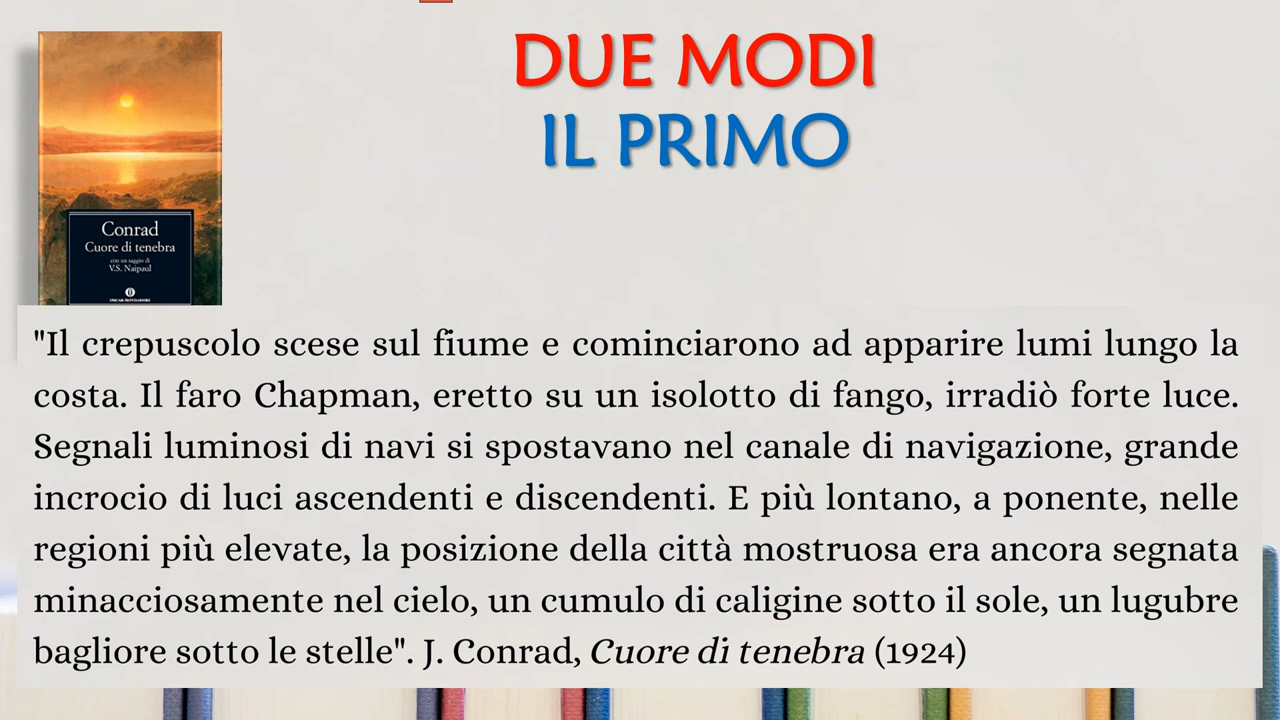 DUE MODI
IL PRIMO
Conrad
Cuore di tenebra
con un saggio di
V.S. Naipaul
OSCAR MONDADORI
"Il crepuscolo scese sul fiume e cominciarono ad apparire lumi lungo la
costa. Il faro Chapman, eretto su un isolotto di fango, irradiò forte luce.
Segnali luminosi di navi si spostavano nel canale di navigazione, grande
incrocio di luci ascendenti e discendenti. E più lontano, a ponente, nelle
regioni più elevate, la posizione della città mostruosa era ancora segnata
minacciosamente nel cielo, un cumulo di caligine sotto il sole, un lugubre
bagliore sotto le stelle". J. Conrad, Cuore di tenebra (1924)